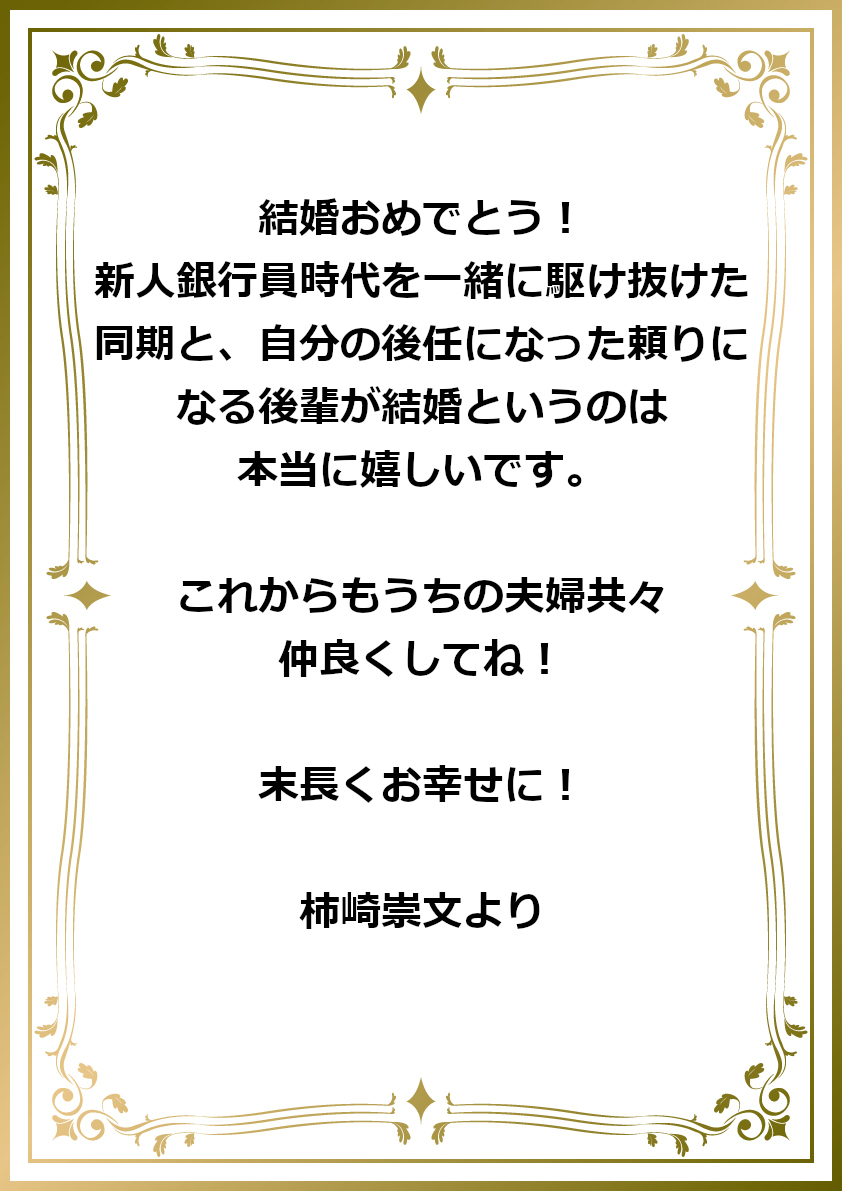 結婚おめでとう！
新人銀行員時代を一緒に駆け抜けた
同期と、自分の後任になった頼りに
なる後輩が結婚というのは
本当に嬉しいです。
これからもうちの夫婦共々
仲良くしてね！
末長くお幸せに！
柿崎崇文より